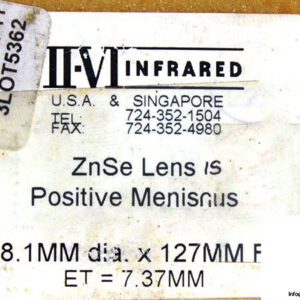 3LOT5362
II-VI INFRARED
U.S.A. & SINGAPORE
TEL: 724-352-1504
FAX: 724-352-4980
ZnSe Lens IS
Positive Menisnus
8.1MM dia. x 127MM F
ET = 7.37MM